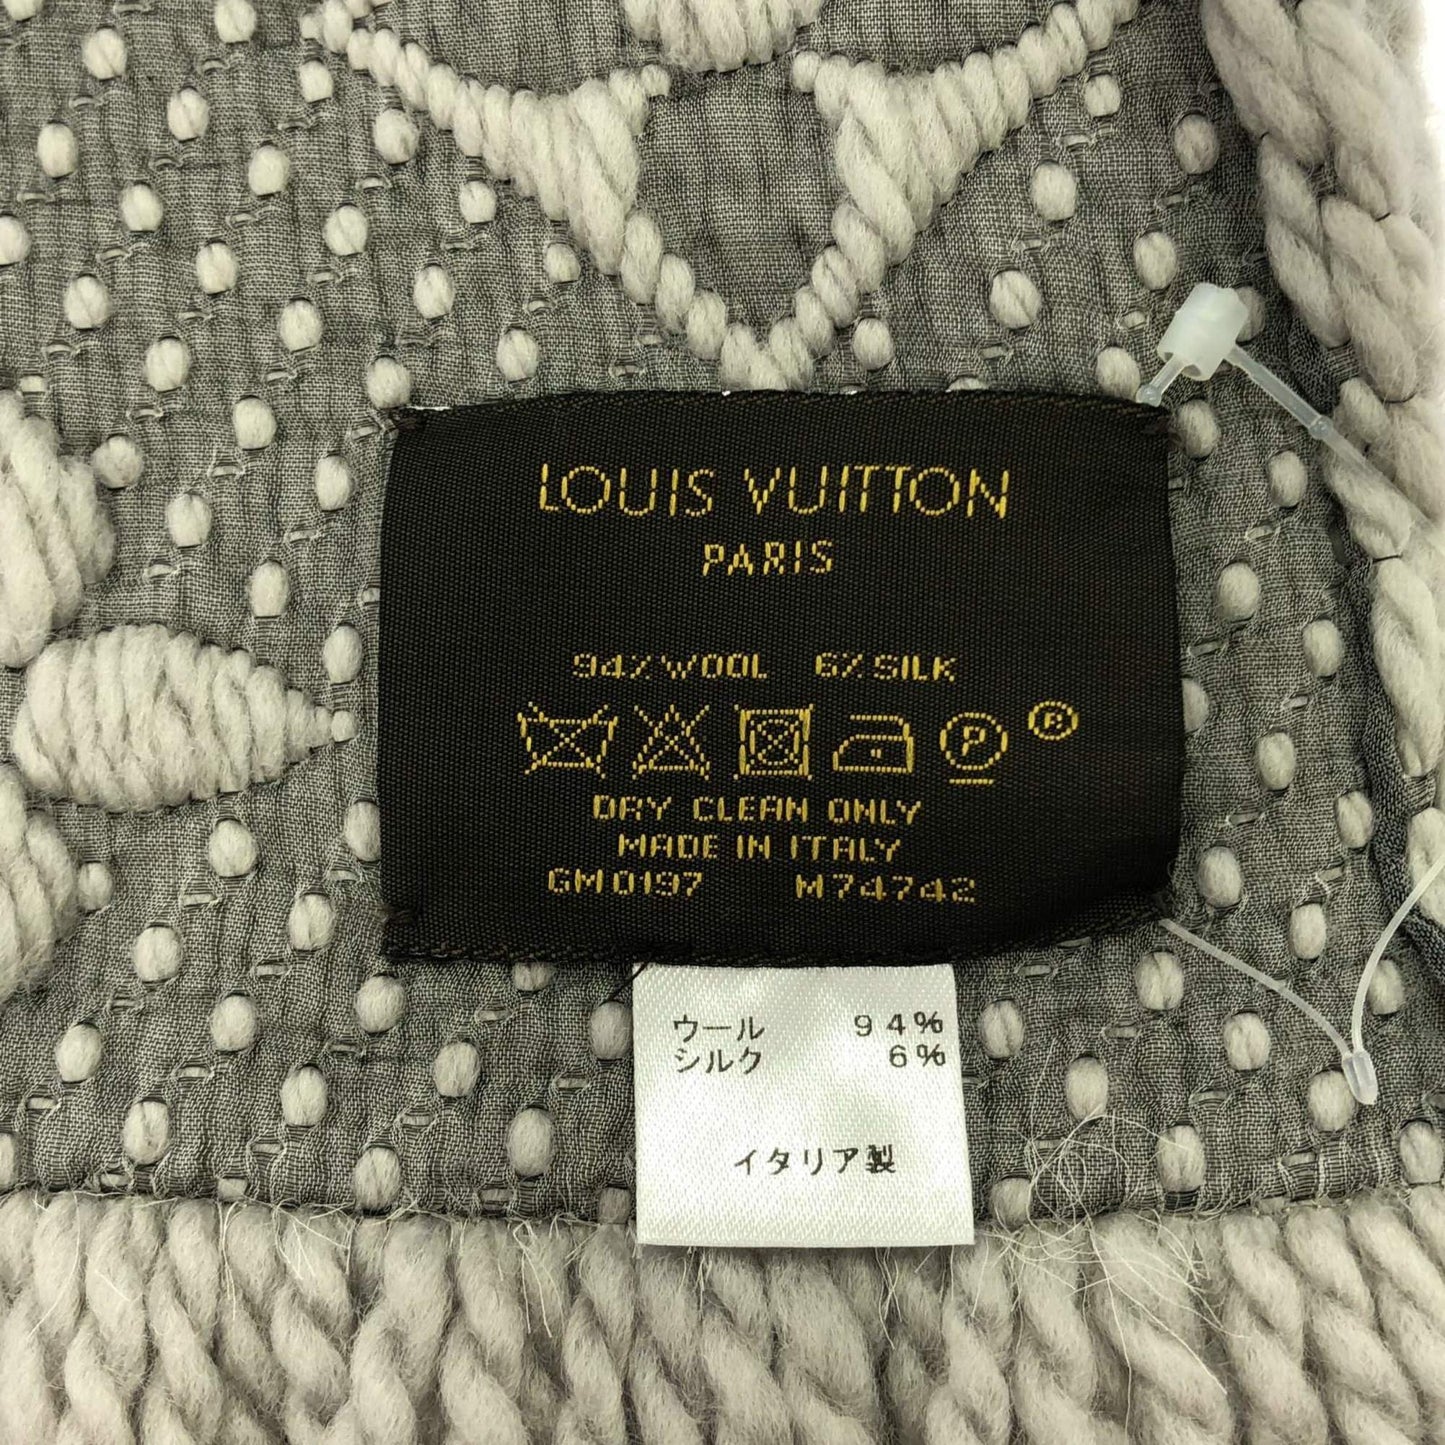 LOUIS VUITTON
PARIS
94% WOOL 6% SILK
P ®
DRY CLEAN ONLY
MADE IN ITALY
GM0197 M74742
ウール 94%
シルク 6%
イタリア製